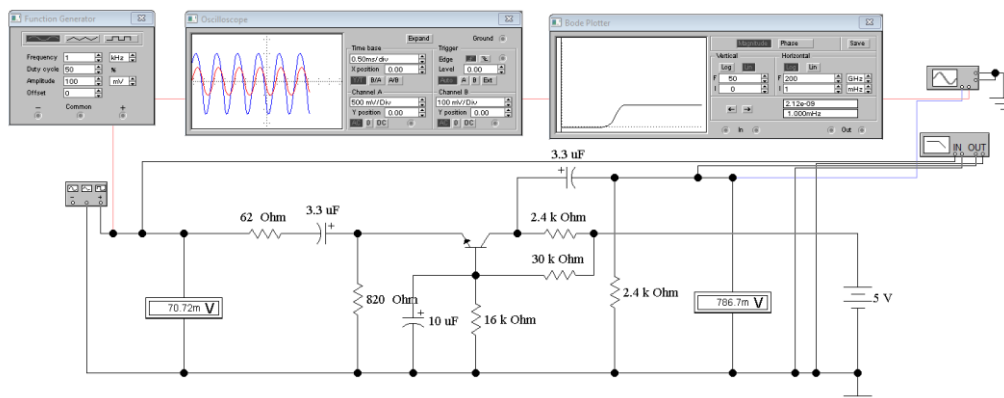 Function Generator
Frequency 1 kHz
Duty cycle 50 %
Amplitude 100 mV
Offset 0
− Common +
Oscilloscope
Expand Ground
Time base
0.50ms/div
X position 0.00
Y/T B/A A/B
Trigger
Edge
Level 0.00
Auto A B Ext
Channel A
500 mV/Div
Y position 0.00
AC 0 DC
Channel B
100 mV/Div
Y position 0.00
AC 0 DC
Bode Plotter
Magnitude Phase Save
Vertical
Log Lin
F 50
I 0
Horizontal
Log Lin
F 200 GHz
I 1 mHz
2.12e-09
1.000mHz
In Out
IN OUT
3.3 uF
62 Ohm
3.3 uF
2.4 k Ohm
30 k Ohm
820 Ohm
10 uF
16 k Ohm
2.4 k Ohm
70.72m V
786.7m V
5 V